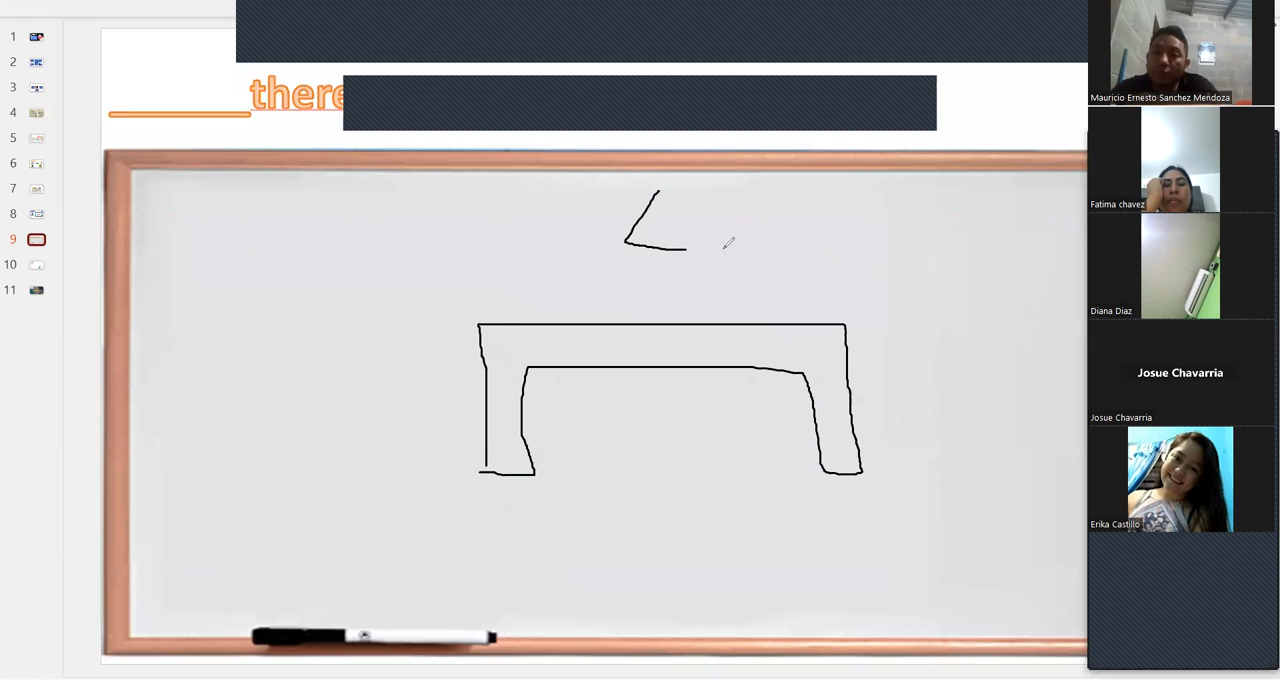 1
2
3
4
5
6
7
8
9
10
11
there
Mauricio Ernesto Sanchez Mendoza
Fatima chavez
Diana Diaz
Josue Chavarria
Josue Chavarria
Erika Castillo